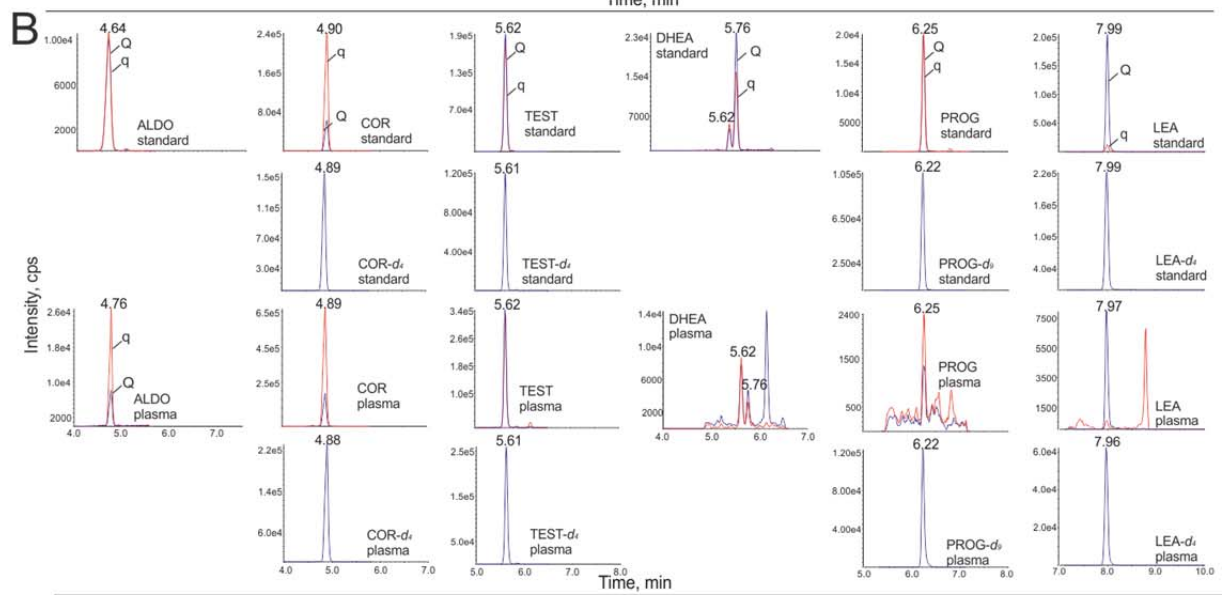 Time, min
B
4.64
1.00e4
6000
2000
Q
q
ALDO
standard
4.90
2.4e5
1.6e5
8.0e4
q
Q
COR
standard
5.62
1.9e5
1.3e5
7.0e4
Q
q
TEST
standard
DHEA
standard
5.76
2.3e4
1.5e4
7000
Q
q
5.62
6.25
2.0e4
1.5e4
1.0e4
5000
Q
q
PROG
standard
7.99
2.0e5
1.5e5
1.0e5
5.0e4
Q
q
LEA
standard
4.89
1.5e5
1.1e5
7.0e4
3.0e4
COR-d4
standard
5.61
1.20e5
8.00e4
4.00e4
TEST-d4
standard
6.22
1.05e5
6.50e4
2.50e4
PROG-d9
standard
7.99
2.2e5
1.6e5
1.0e5
4.0e4
LEA-d4
standard
Intensity, cps
4.76
2.6e4
1.8e4
1.0e4
2000
q
Q
ALDO
plasma
4.0 5.0 6.0 7.0
4.89
6.5e5
4.5e5
2.5e5
COR
plasma
5.62
3.4e5
2.6e5
1.8e5
1.0e5
TEST
plasma
DHEA
plasma
1.4e4
1.0e4
6000
2000
5.62
5.76
4.0 5.0 6.0 7.0
6.25
2400
1500
500
PROG
plasma
7.97
7500
5500
3500
1500
LEA
plasma
4.88
2.2e5
1.4e5
6.0e4
COR-d4
plasma
4.0 5.0 6.0 7.0
5.61
2.5e5
1.5e5
5.0e4
TEST-d4
plasma
5.0 6.0 7.0 8.0
6.22
1.20e5
8.00e4
4.00e4
PROG-d9
plasma
5.0 6.0 7.0 8.0
7.96
6.0e4
4.0e4
2.0e4
LEA-d4
plasma
7.0 8.0 9.0 10.0
Time, min